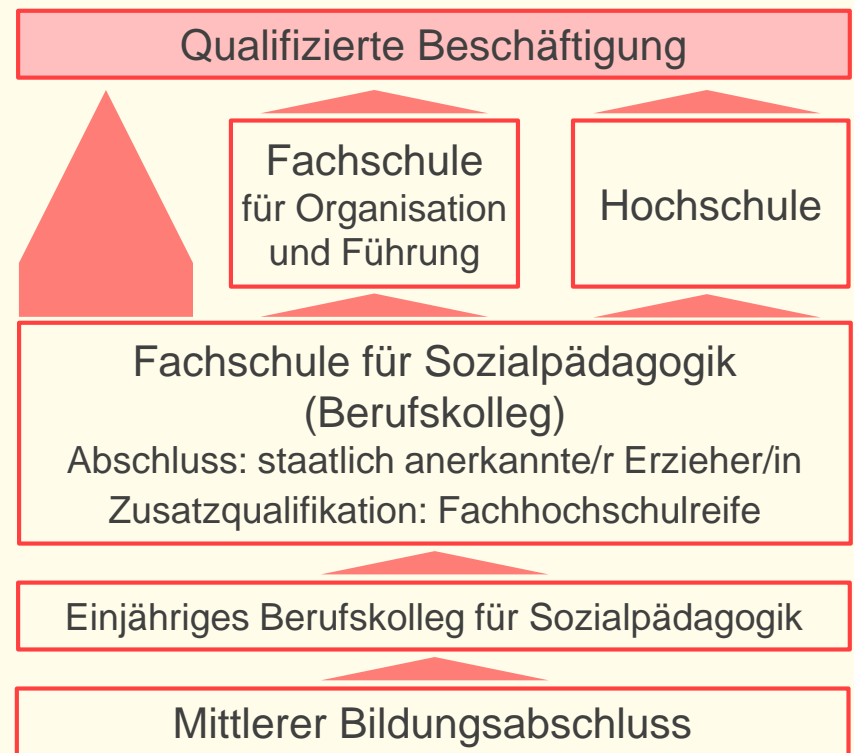 Qualifizierte Beschäftigung
Fachschule
für Organisation
und Führung
Hochschule
Fachschule für Sozialpädagogik
(Berufskolleg)
Abschluss: staatlich anerkannte/r Erzieher/in
Zusatzqualifikation: Fachhochschulreife
Einjähriges Berufskolleg für Sozialpädagogik
Mittlerer Bildungsabschluss